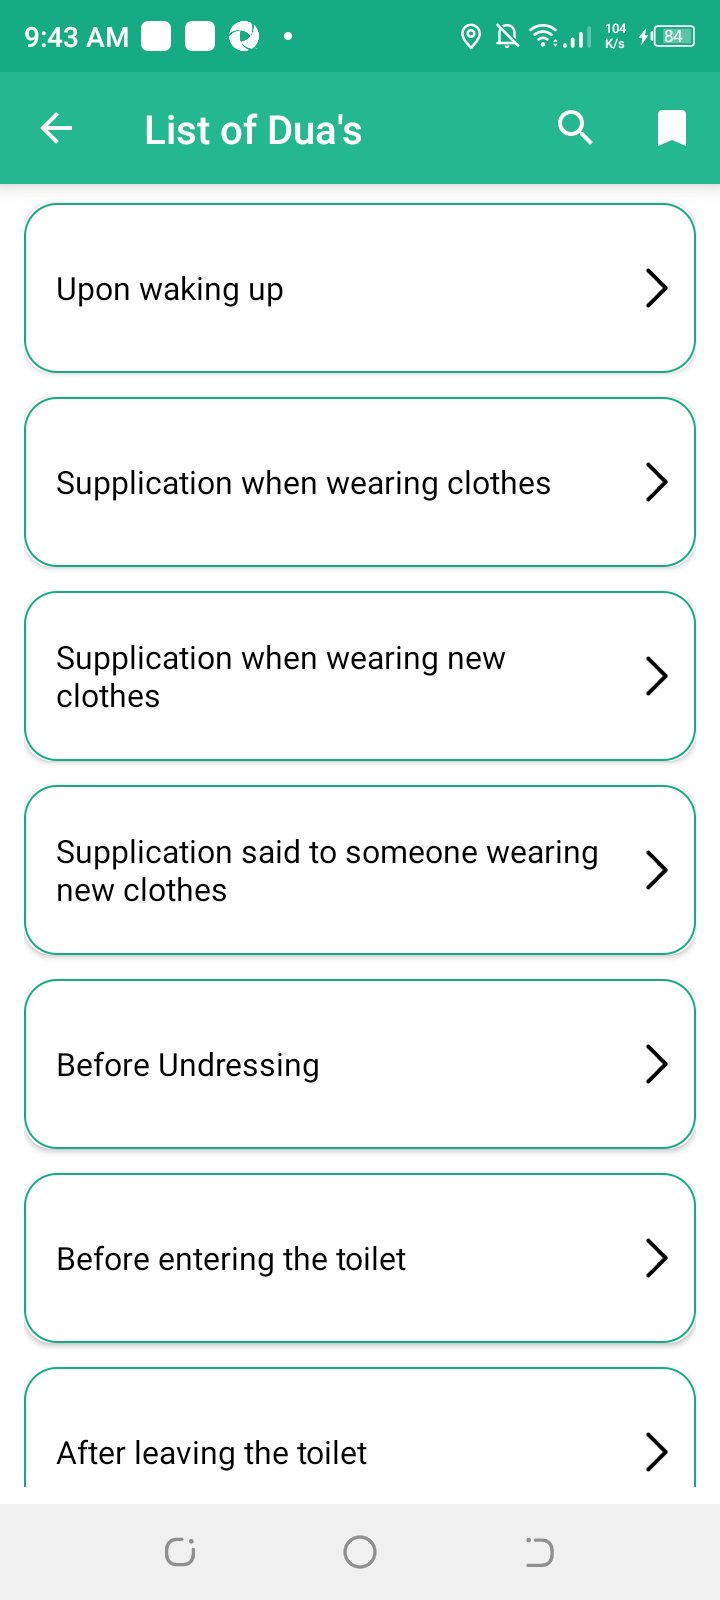 9:43 AM
104
K/s
84
List of Dua's
Upon waking up
Supplication when wearing clothes
Supplication when wearing new
clothes
Supplication said to someone wearing
new clothes
Before Undressing
Before entering the toilet
After leaving the toilet